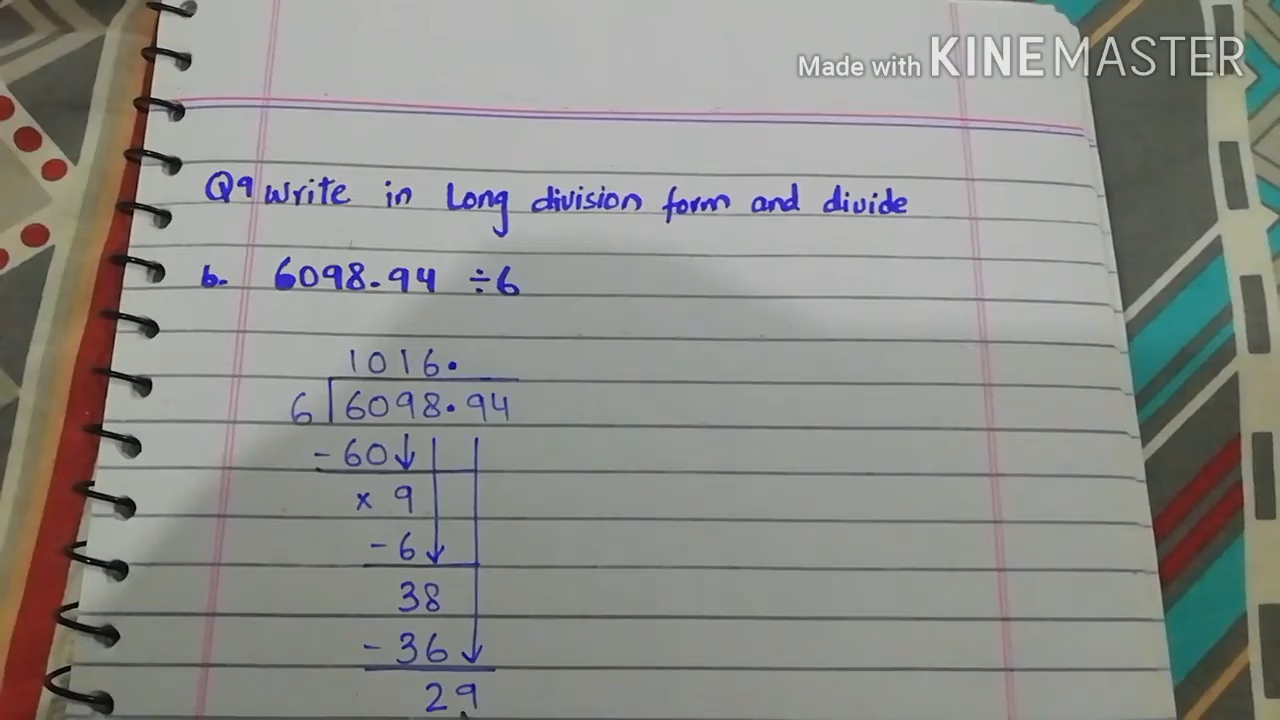 Made with KINEMASTER
Q9 Write in Long division form and divide
b. 6098.94 ÷6
1016.
6 6098.94
-60
x 9
-6
38
-36
29